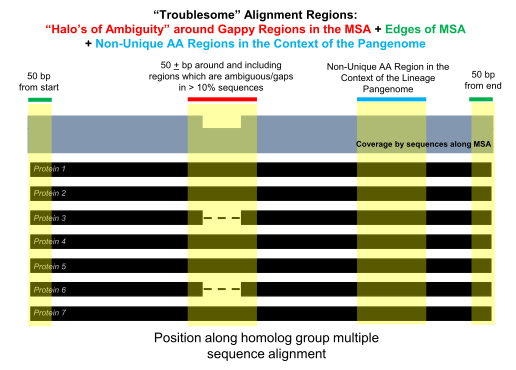 “Troublesome” Alignment Regions:
“Halo’s of Ambiguity” around Gappy Regions in the MSA + Edges of MSA
+ Non-Unique AA Regions in the Context of the Pangenome
50 bp
from start
50 + bp around and including
regions which are ambiguous/gaps
in > 10% sequences
Non-Unique AA Region in the
Context of the Lineage
Pangenome
50 bp
from end
Coverage by sequences along MSA
Protein 1
Protein 2
Protein 3
Protein 4
Protein 5
Protein 6
Protein 7
Position along homolog group multiple
sequence alignment